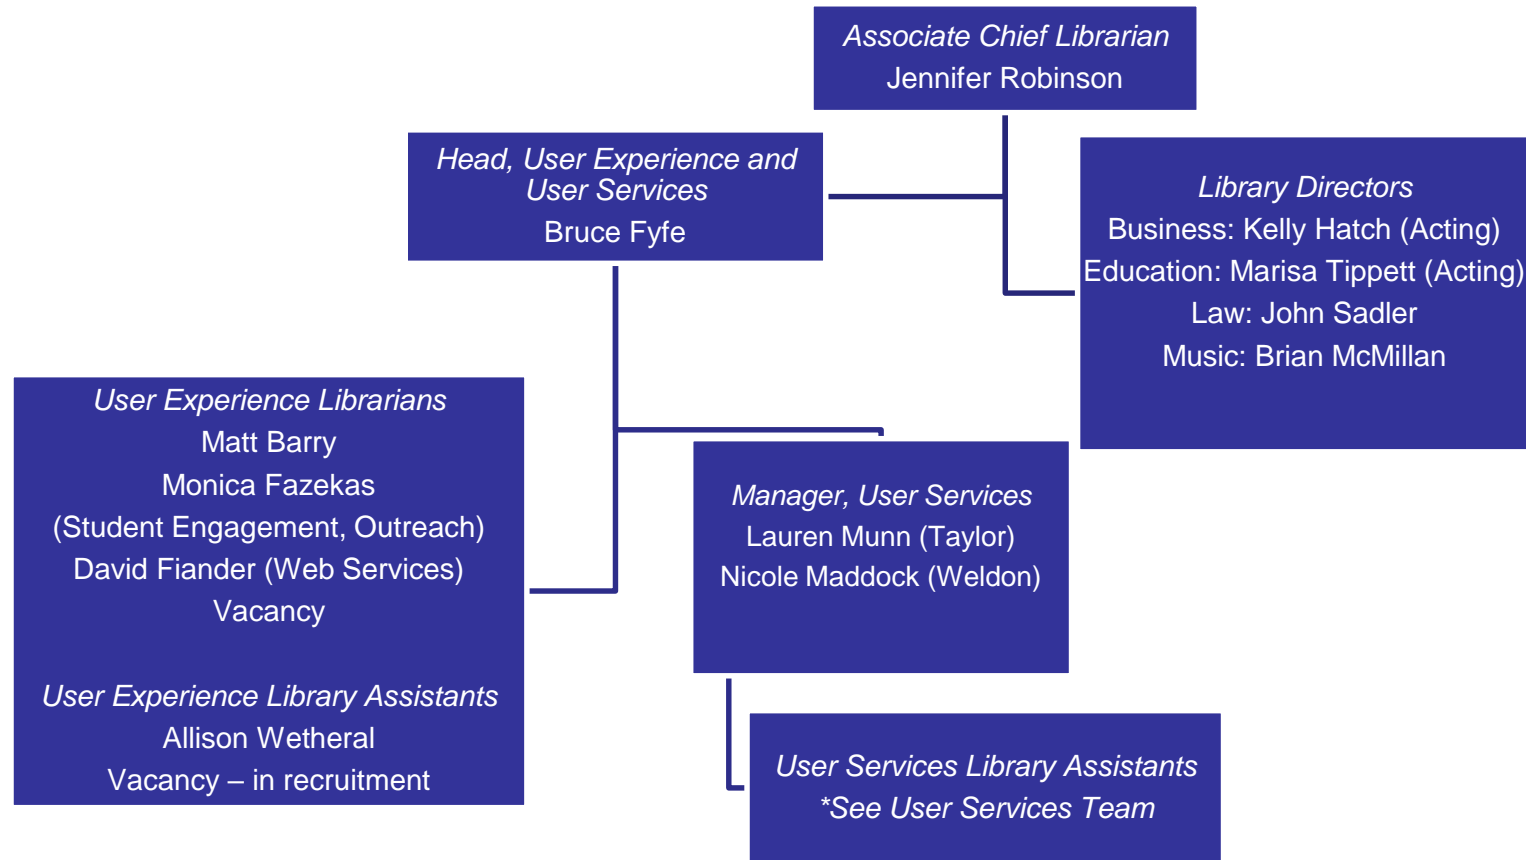 Associate Chief Librarian
Jennifer Robinson
Head, User Experience and
User Services
Bruce Fyfe
Library Directors
Business: Kelly Hatch (Acting)
Education: Marisa Tippett (Acting)
Law: John Sadler
Music: Brian McMillan
User Experience Librarians
Matt Barry
Monica Fazekas
(Student Engagement, Outreach)
David Fiander (Web Services)
Vacancy
User Experience Library Assistants
Allison Wetheral
Vacancy – in recruitment
Manager, User Services
Lauren Munn (Taylor)
Nicole Maddock (Weldon)
User Services Library Assistants
*See User Services Team